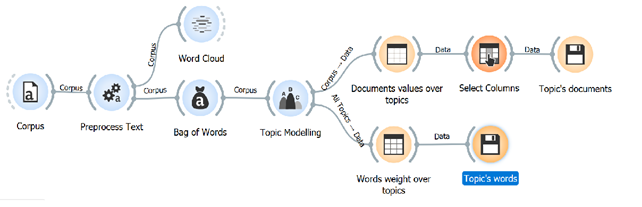 Corpus
Word Cloud
Corpus
Corpus
Corpus
Corpus → Data
Data
Data
Corpus
Preprocess Text
Bag of Words
Topic Modelling
Documents values over
topics
Select Columns
Topic's documents
All Topics → Data
Data
Words weight over
topics
Topic's words